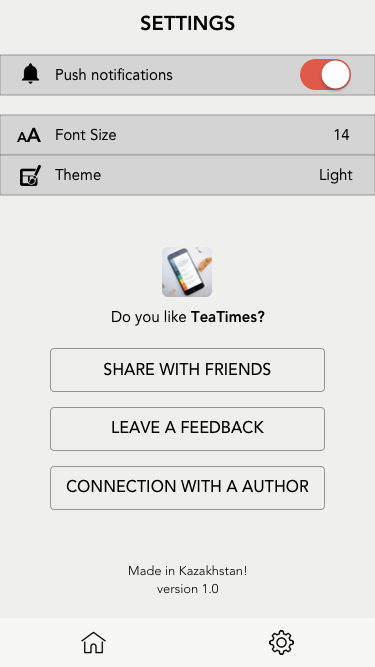 SETTINGS
Push notifications
AA Font Size 14
Theme Light
Do you like TeaTimes?
SHARE WITH FRIENDS
LEAVE A FEEDBACK
CONNECTION WITH A AUTHOR
Made in Kazakhstan!
version 1.0